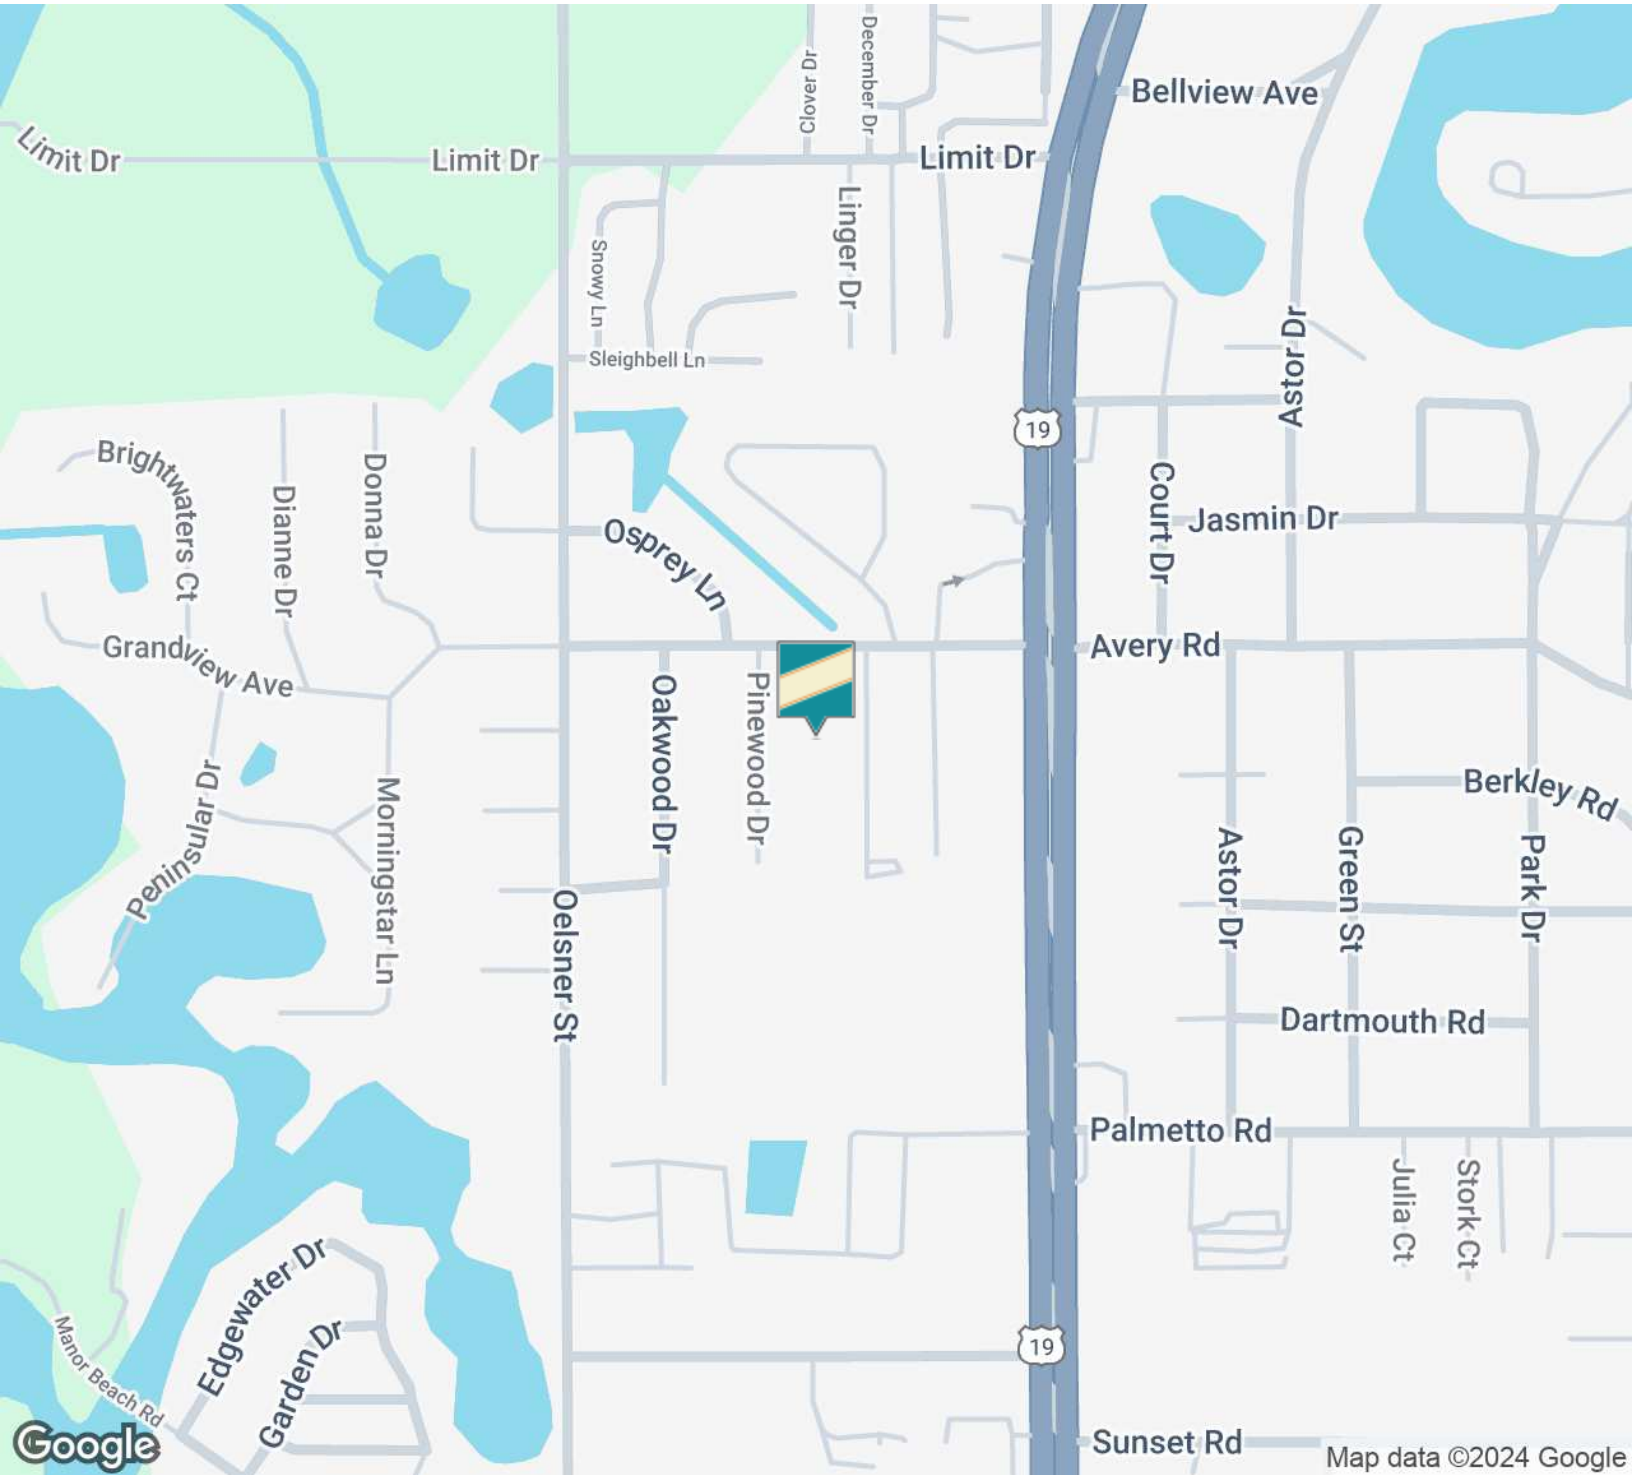 Clover Dr
December Dr
Bellview Ave
Limit Dr
Limit Dr
Limit Dr
Linger Dr
Snowy Ln
Sleighbell Ln
Astor Dr
19
Brightwaters Ct
Dianne Dr
Donna Dr
Court Dr
Jasmin Dr
Osprey Ln
Grandview Ave
Avery Rd
Oakwood Dr
Pinewood Dr
Peninsular Dr
Morningstar Ln
Berkley Rd
Astor Dr
Green St
Park Dr
Oelsner St
Dartmouth Rd
Palmetto Rd
Julia Ct
Stork Ct
Edgewater Dr
Garden Dr
Manor Beach Rd
19
Sunset Rd
Google
Map data ©2024 Google